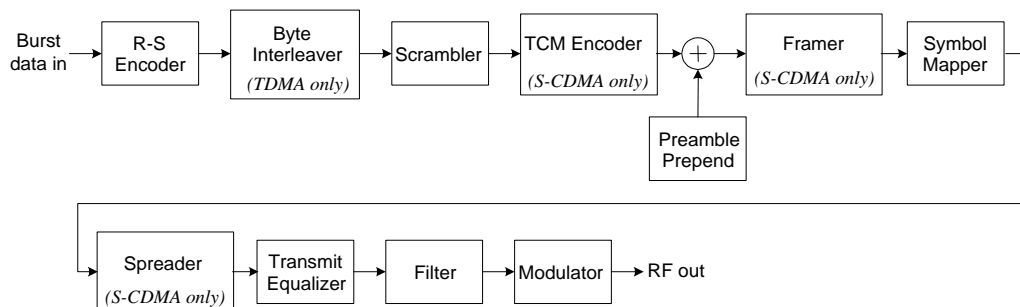 Burst
data in
R-S
Encoder
Byte
Interleaver
(TDMA only)
Scrambler
TCM Encoder
(S-CDMA only)
Framer
(S-CDMA only)
Symbol
Mapper
Preamble
Prepend
Spreader
(S-CDMA only)
Transmit
Equalizer
Filter
Modulator
RF out